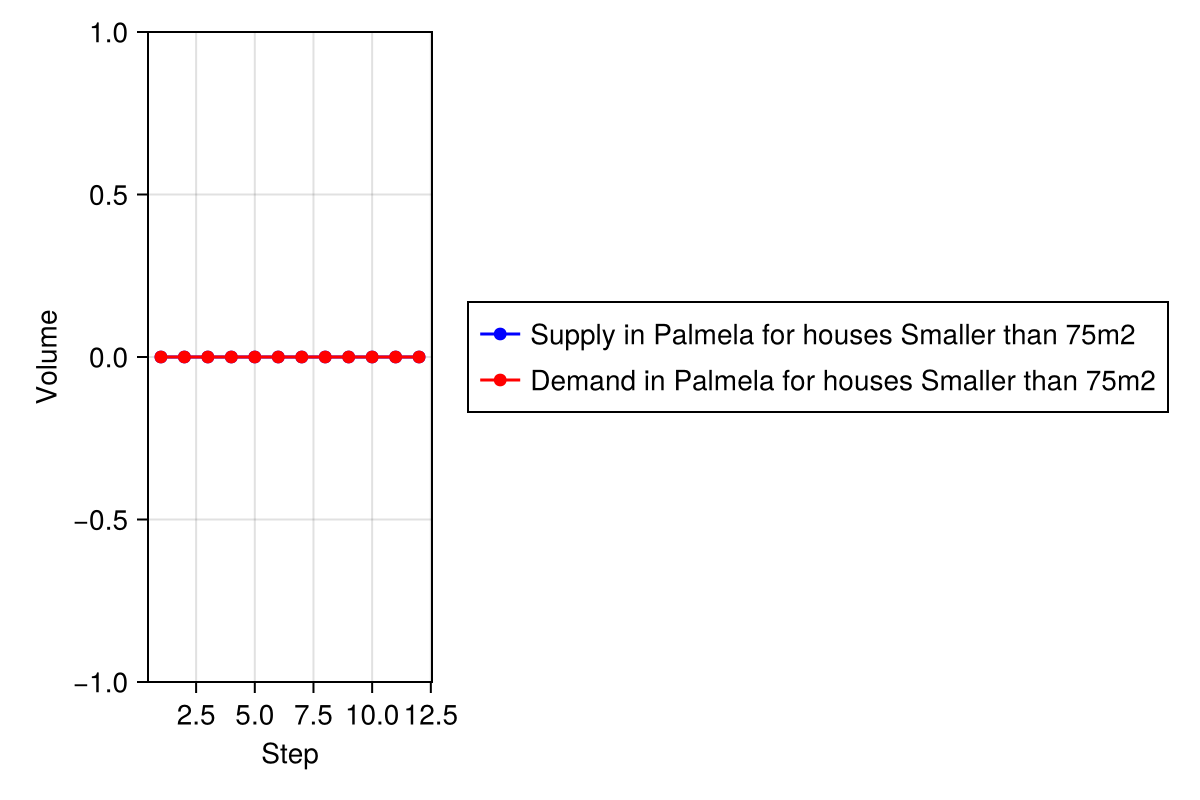 1.0
0.5
0.0
−0.5
−1.0
Volume
2.5 5.0 7.5 10.0 12.5
Step
Supply in Palmela for houses Smaller than 75m2
Demand in Palmela for houses Smaller than 75m2